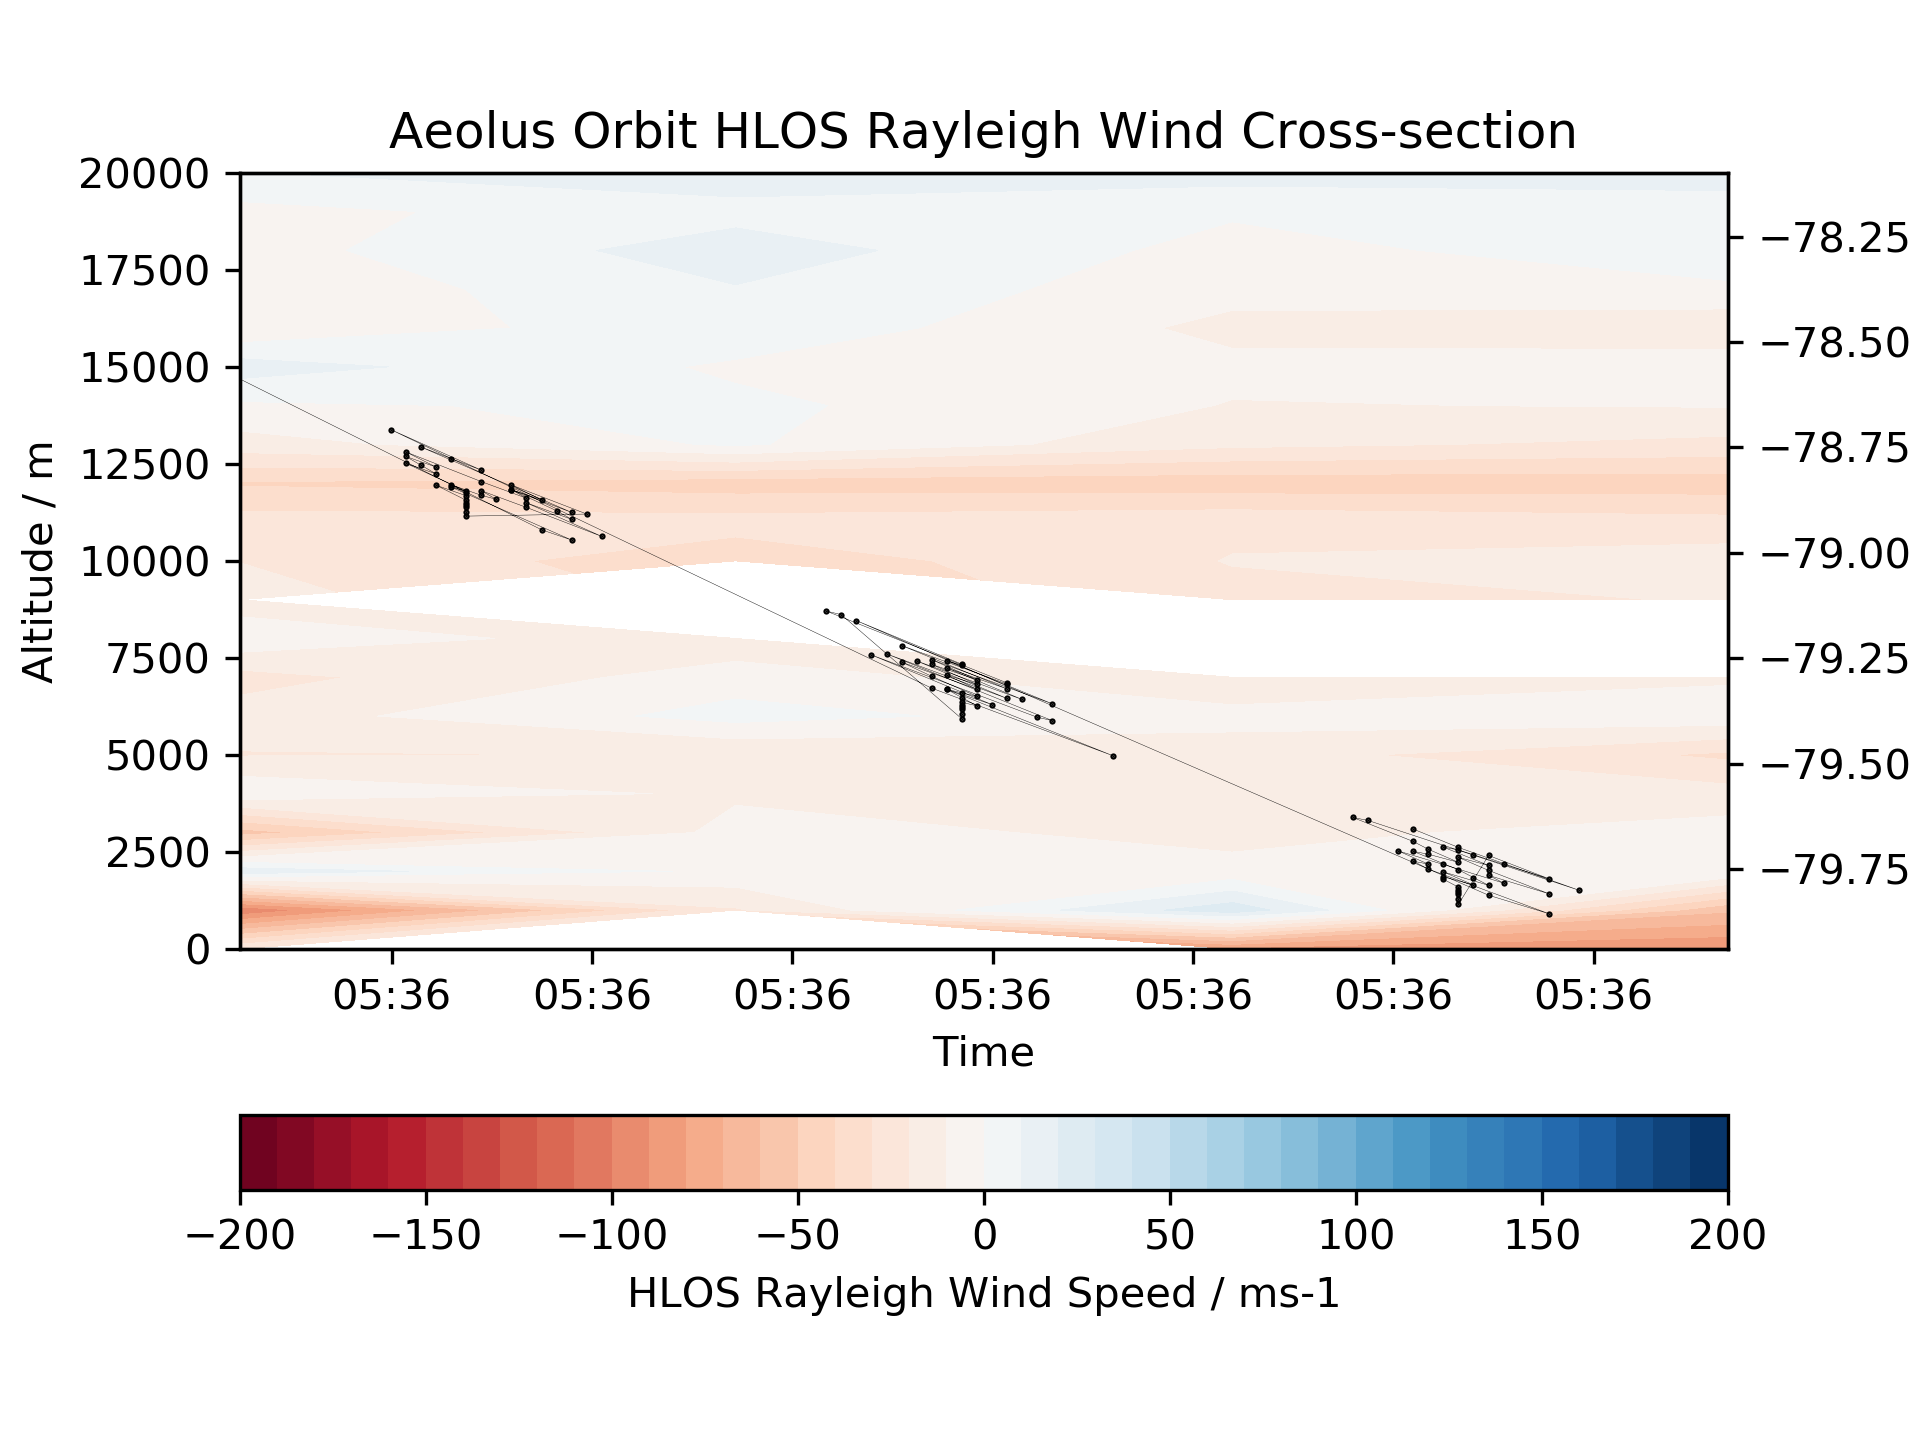 Aeolus Orbit HLOS Rayleigh Wind Cross-section
20000
17500
15000
12500
10000
7500
5000
2500
0
Altitude / m
−78.25
−78.50
−78.75
−79.00
−79.25
−79.50
−79.75
05:36 05:36 05:36 05:36 05:36 05:36 05:36
Time
−200 −150 −100 −50 0 50 100 150 200
HLOS Rayleigh Wind Speed / ms-1